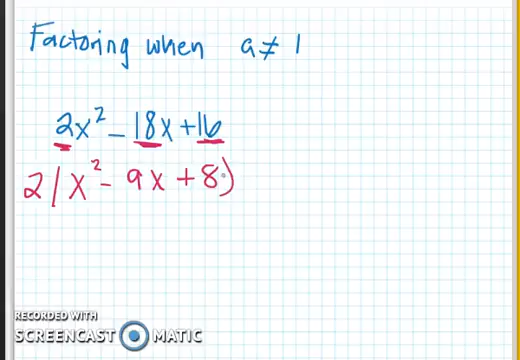 Factoring when a ≠ 1
2x² - 18x + 16
2(x² - 9x + 8)
RECORDED WITH
SCREENCAST MATIC